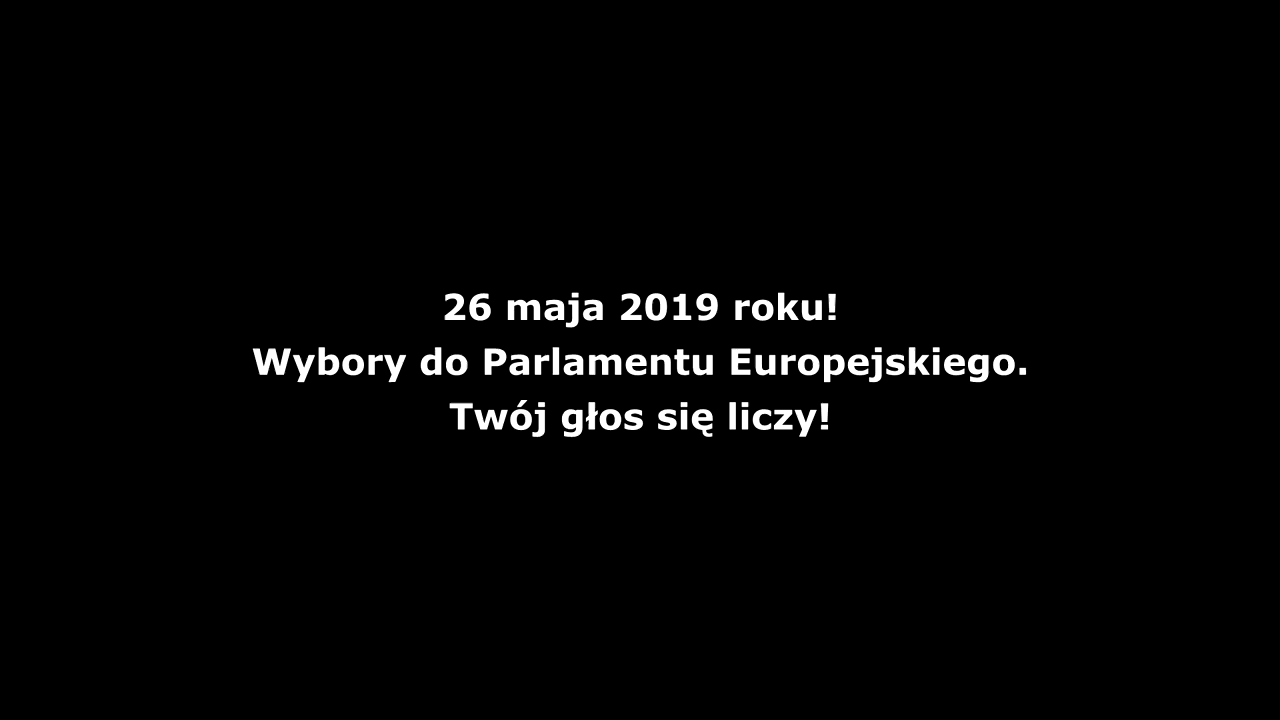 26 maja 2019 roku!
Wybory do Parlamentu Europejskiego.
Twój głos się liczy!